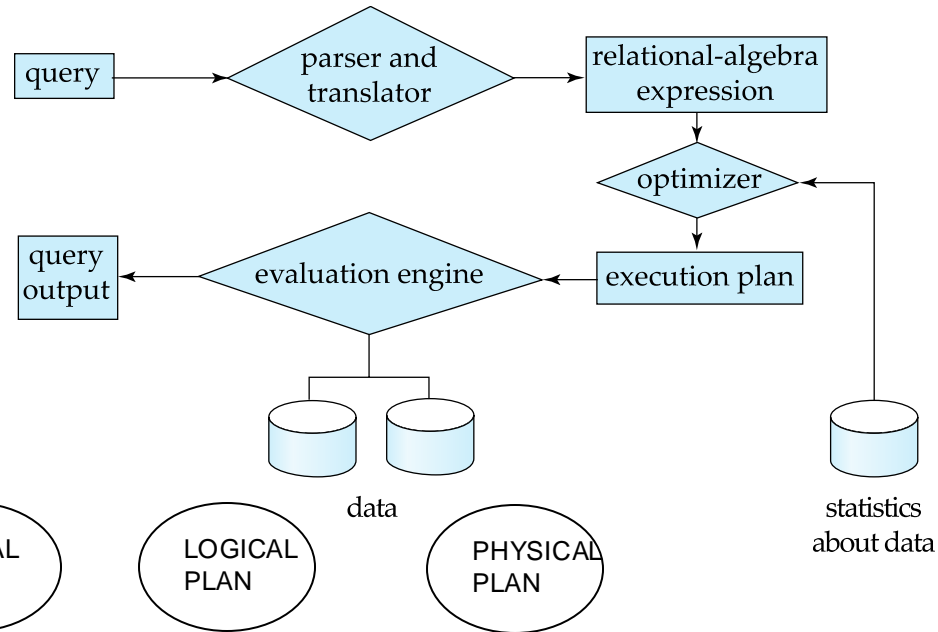 query
parser and
translator
relational-algebra
expression
optimizer
query
output
evaluation engine
execution plan
data
statistics
about data
AL
LOGICAL
PLAN
PHYSICAL
PLAN